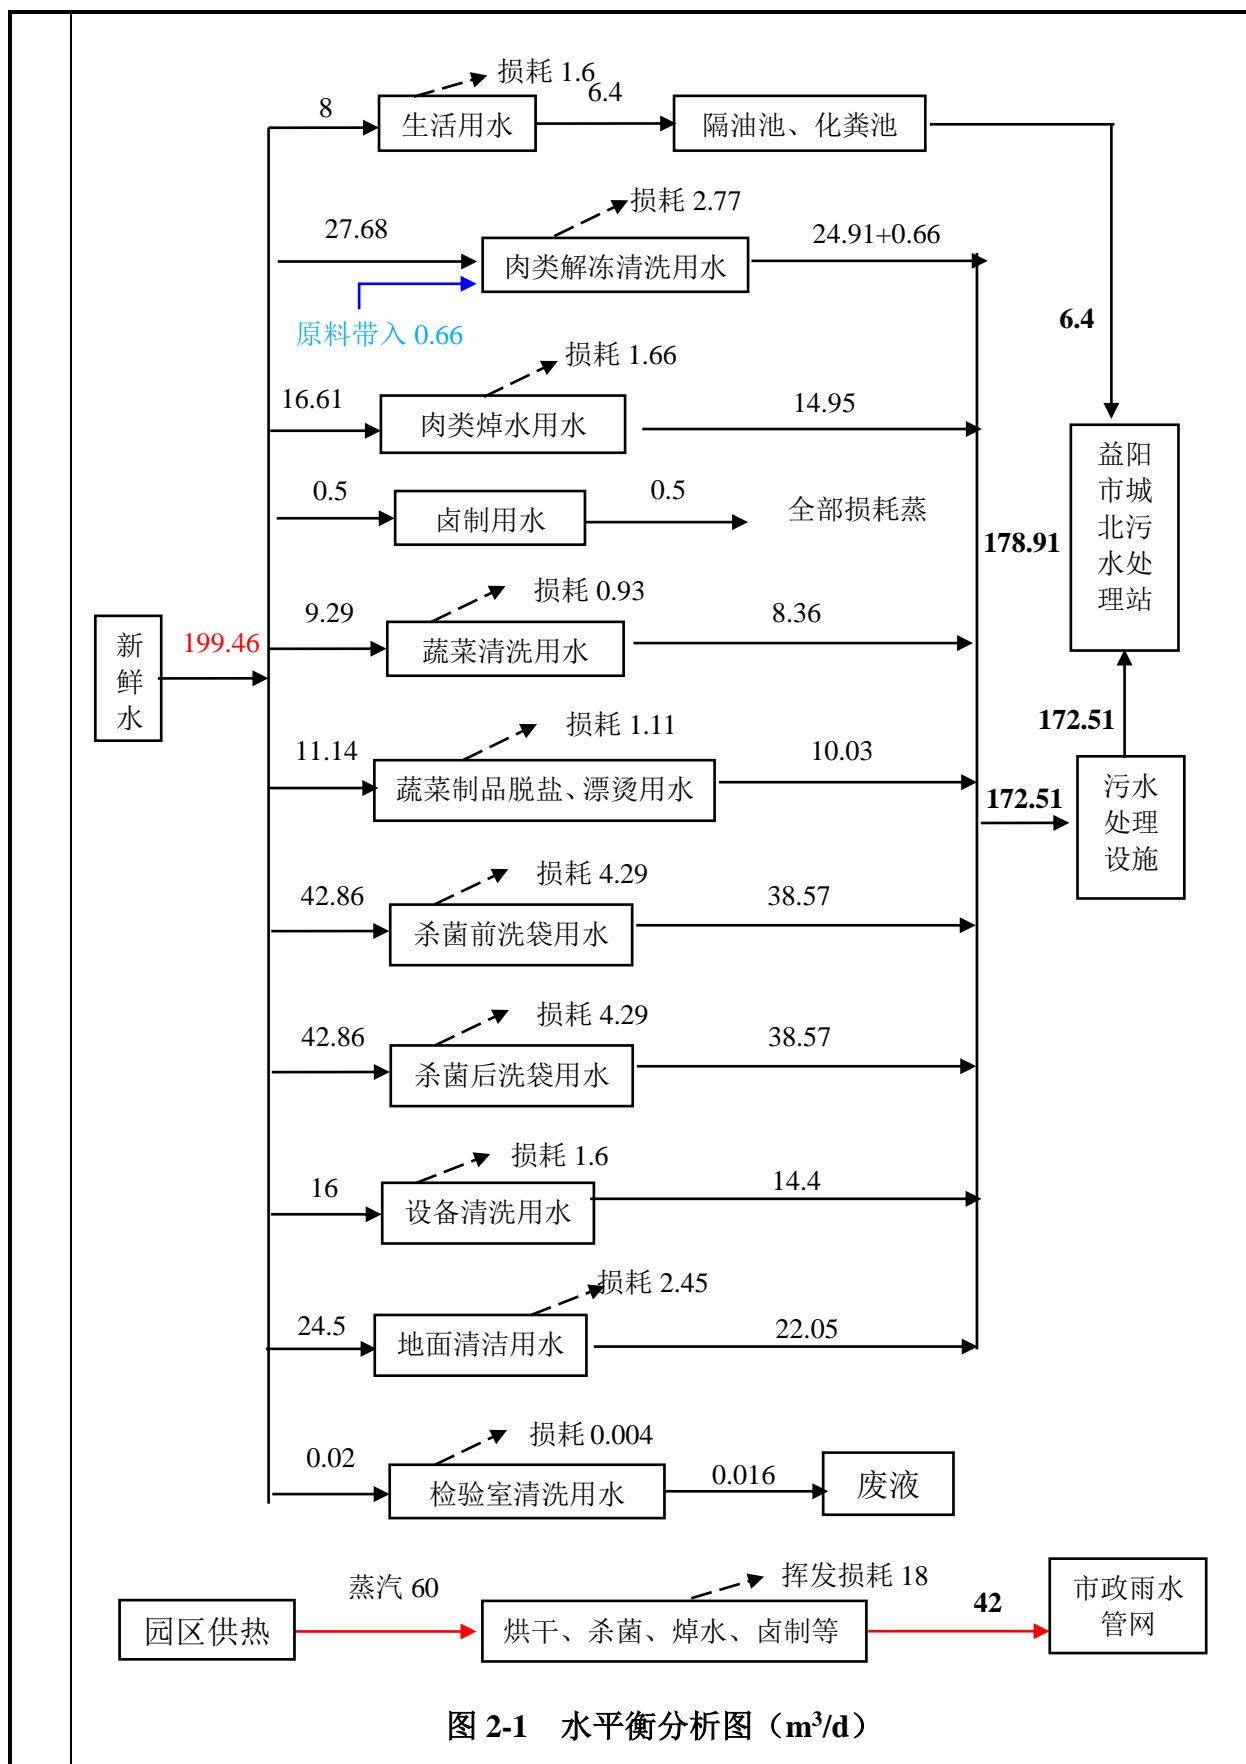 损耗 1.6
8
生活用水
6.4
隔油池、化粪池
损耗 2.77
27.68
肉类解冻清洗用水
24.91+0.66
原料带入 0.66
6.4
损耗 1.66
16.61
肉类焯水用水
14.95
0.5
卤制用水
0.5
全部损耗蒸
178.91
益阳
市城
北污
水处
理站
损耗 0.93
9.29
蔬菜清洗用水
8.36
新
鲜
水
199.46
损耗 1.11
11.14
蔬菜制品脱盐、漂烫用水
10.03
172.51
172.51
污水
处理
设施
损耗 4.29
42.86
杀菌前洗袋用水
38.57
损耗 4.29
42.86
杀菌后洗袋用水
38.57
损耗 1.6
16
设备清洗用水
14.4
损耗 2.45
24.5
地面清洁用水
22.05
损耗 0.004
0.02
检验室清洗用水
0.016
废液
蒸汽 60
挥发损耗 18
园区供热
烘干、杀菌、焯水、卤制等
42
市政雨水
管网
图 2-1 水平衡分析图（m³/d）